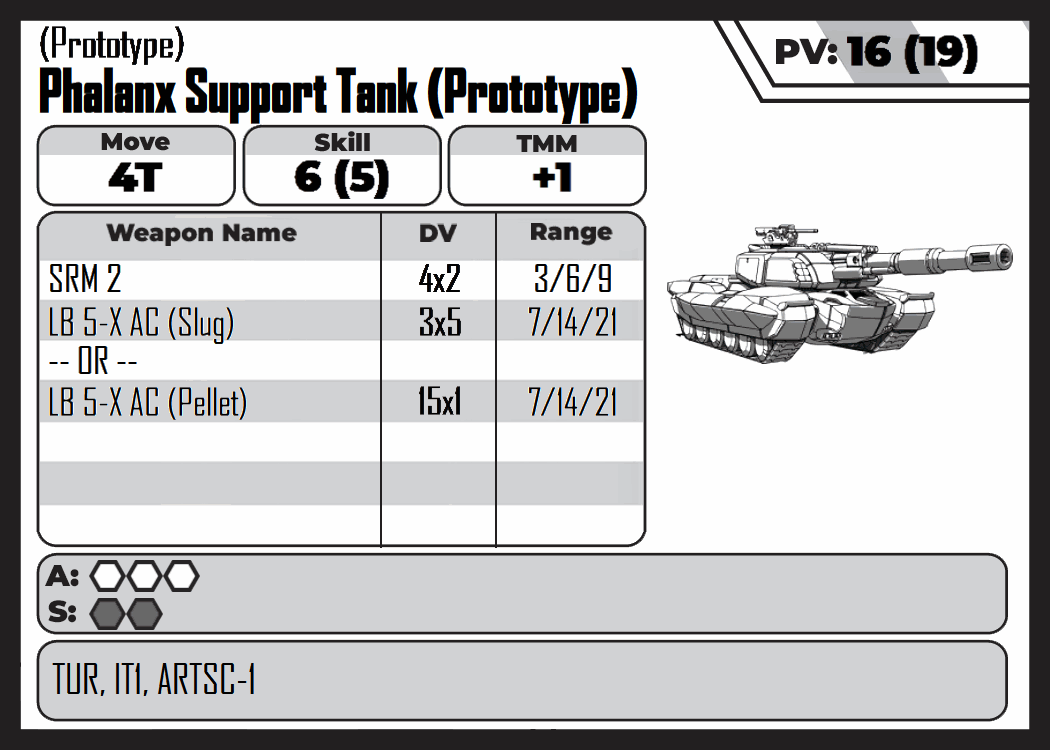 (Prototype)
PV: 16 (19)
Phalanx Support Tank (Prototype)
Move Skill TMM
4T 6 (5) +1
Weapon Name DV Range
SRM 2 4x2 3/6/9
LB 5-X AC (Slug) 3x5 7/14/21
-- OR --
LB 5-X AC (Pellet) 15x1 7/14/21
A:
S:
TUR, IT1, ARTSC-1